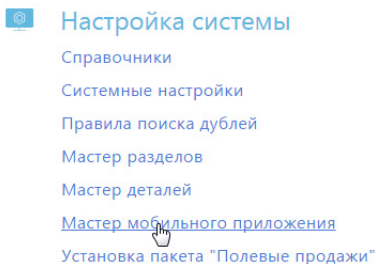 Настройка системы
Справочники
Системные настройки
Правила поиска дублей
Мастер разделов
Мастер деталей
Мастер мобильного приложения
Установка пакета "Полевые продажи"